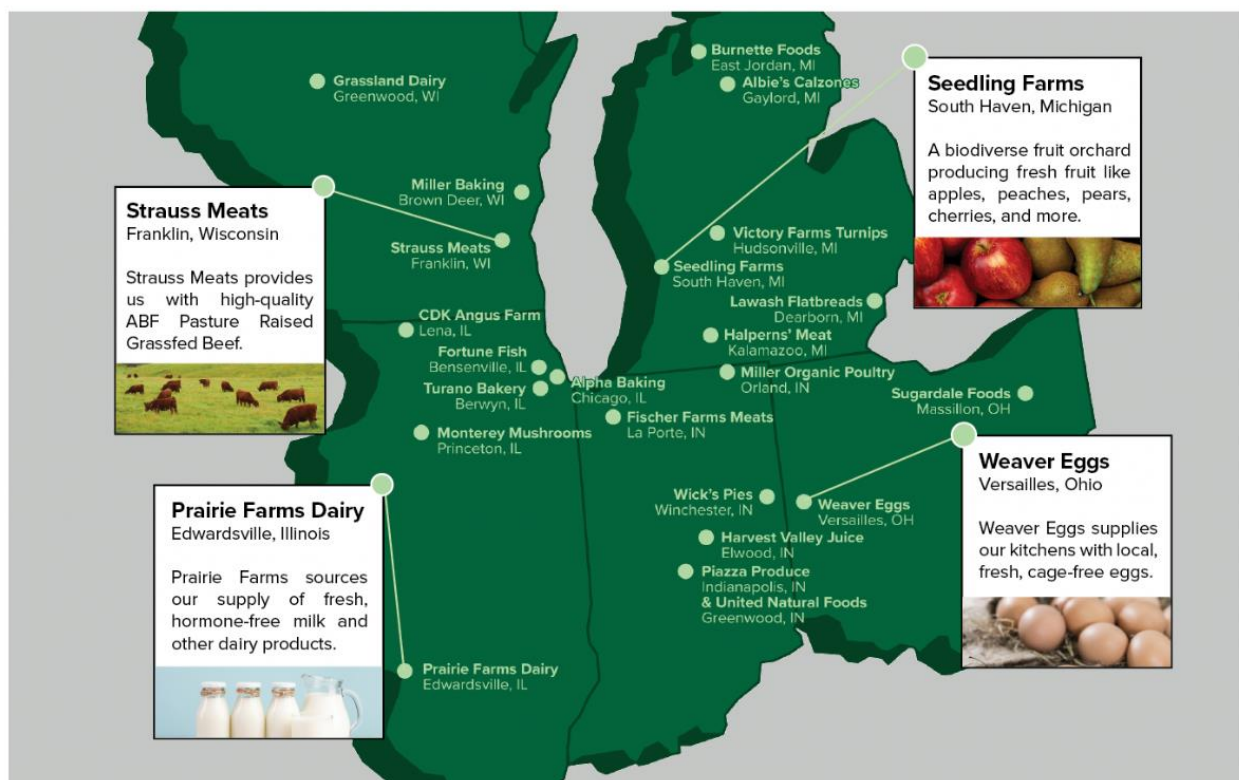 Burnette Foods
East Jordan, MI
Albie's Calzones
Gaylord, MI
Grassland Dairy
Greenwood, WI
Seedling Farms
South Haven, Michigan
A biodiverse fruit orchard
producing fresh fruit like
apples, peaches, pears,
cherries, and more.
Miller Baking
Brown Deer, WI
Strauss Meats
Franklin, Wisconsin
Strauss Meats provides
us with high-quality
ABF Pasture Raised
Grassfed Beef.
Strauss Meats
Franklin, WI
Victory Farms Turnips
Hudsonville, MI
Seedling Farms
South Haven, MI
Lawash Flatbreads
Dearborn, MI
CDK Angus Farm
Lena, IL
Halperns' Meat
Kalamazoo, MI
Fortune Fish
Bensenville, IL
Alpha Baking
Chicago, IL
Turano Bakery
Berwyn, IL
Miller Organic Poultry
Orland, IN
Sugardale Foods
Massillon, OH
Fischer Farms Meats
La Porte, IN
Monterey Mushrooms
Princeton, IL
Weaver Eggs
Versailles, Ohio
Weaver Eggs supplies
our kitchens with local,
fresh, cage-free eggs.
Prairie Farms Dairy
Edwardsville, Illinois
Prairie Farms sources
our supply of fresh,
hormone-free milk and
other dairy products.
Wick's Pies
Winchester, IN
Weaver Eggs
Versailles, OH
Harvest Valley Juice
Elwood, IN
Piazza Produce
Indianapolis, IN
& United Natural Foods
Greenwood, IN
Prairie Farms Dairy
Edwardsville, IL